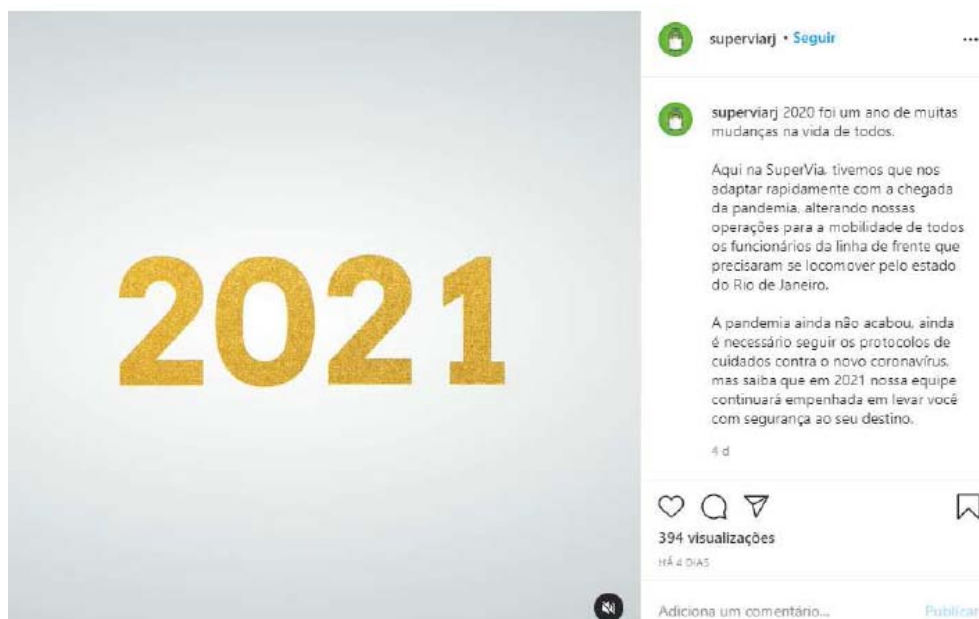 superviarj • Seguir
2021
superviarj 2020 foi um ano de muitas
mudanças na vida de todos.
Aqui na SuperVia, tivemos que nos
adaptar rapidamente com a chegada
da pandemia, alterando nossas
operações para a mobilidade de todos
os funcionários da linha de frente que
precisaram se locomover pelo estado
do Rio de Janeiro.
A pandemia ainda não acabou, ainda
é necessário seguir os protocolos de
cuidados contra o novo coronavírus,
mas saiba que em 2021 nossa equipe
continuará empenhada em levar você
com segurança ao seu destino.
4 d
394 visualizações
HÁ 4 DIAS
Adiciona um comentário...
Publicar